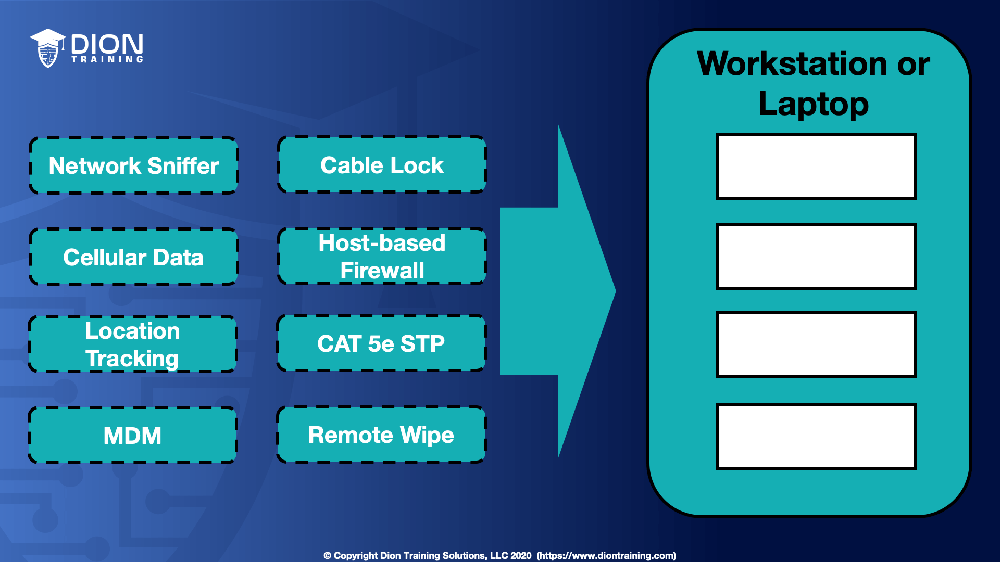 DION
TRAINING
Workstation or
Laptop
Network Sniffer
Cable Lock
Cellular Data
Host-based
Firewall
Location
Tracking
CAT 5e STP
MDM
Remote Wipe
© Copyright Dion Training Solutions, LLC 2020 (https://www.diontraining.com)